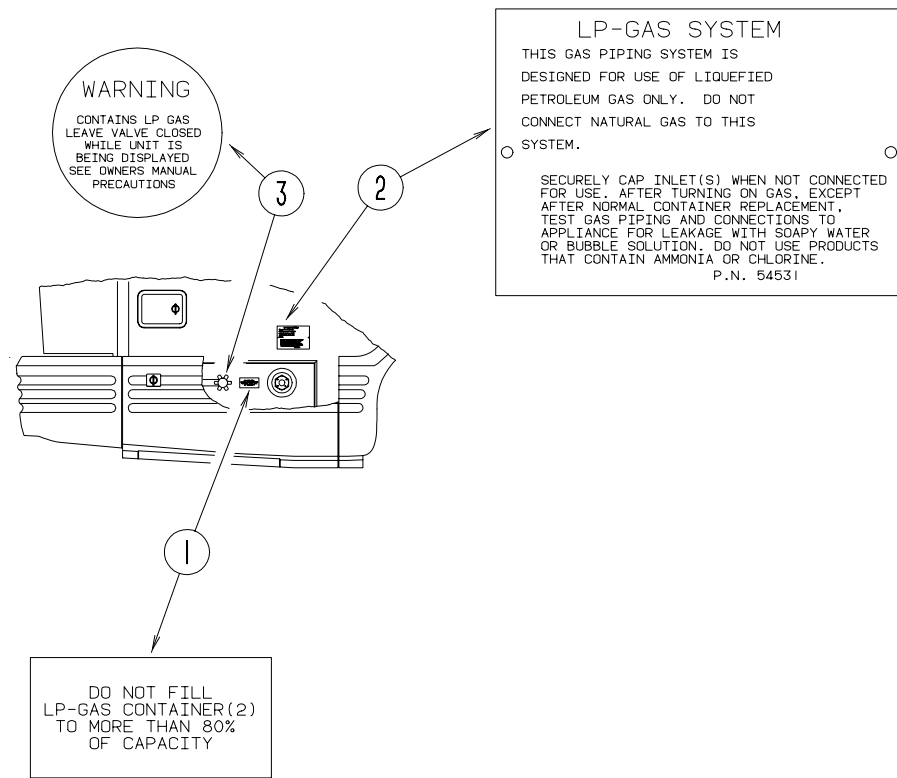 LP-GAS SYSTEM
THIS GAS PIPING SYSTEM IS
DESIGNED FOR USE OF LIQUEFIED
PETROLEUM GAS ONLY. DO NOT
CONNECT NATURAL GAS TO THIS
SYSTEM.
SECURELY CAP INLET(S) WHEN NOT CONNECTED
FOR USE. AFTER TURNING ON GAS, EXCEPT
AFTER NORMAL CONTAINER REPLACEMENT,
TEST GAS PIPING AND CONNECTIONS TO
APPLIANCE FOR LEAKAGE WITH SOAPY WATER
OR BUBBLE SOLUTION. DO NOT USE PRODUCTS
THAT CONTAIN AMMONIA OR CHLORINE.
P.N. 54531
WARNING
CONTAINS LP GAS
LEAVE VALVE CLOSED
WHILE UNIT IS
BEING DISPLAYED
SEE OWNERS MANUAL
PRECAUTIONS
3
2
1
DO NOT FILL
LP-GAS CONTAINER(2)
TO MORE THAN 80%
OF CAPACITY